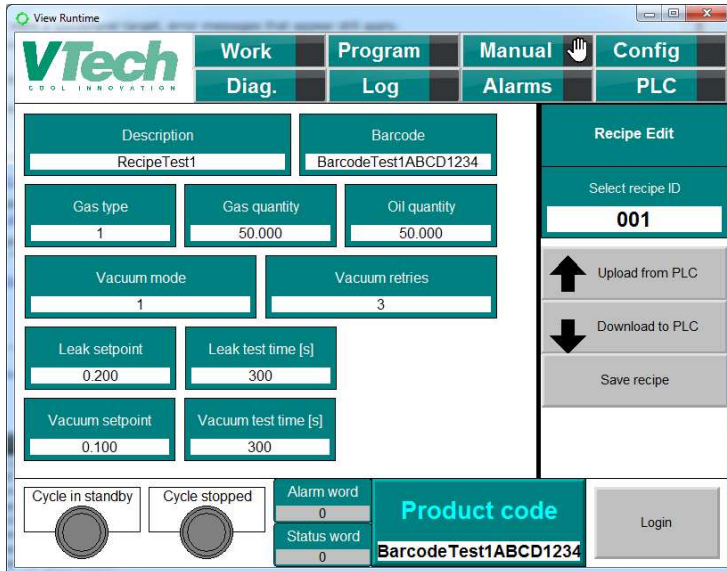 View Runtime
VTech
COOL INNOVATION
Work Program Manual Config
Diag. Log Alarms PLC
Description Barcode
RecipeTest1 BarcodeTest1ABCD1234
Gas type Gas quantity Oil quantity
1 50.000 50.000
Vacuum mode Vacuum retries
1 3
Leak setpoint Leak test time [s]
0.200 300
Vacuum setpoint Vacuum test time [s]
0.100 300
Recipe Edit
Select recipe ID
001
Upload from PLC
Download to PLC
Save recipe
Cycle in standby Cycle stopped
Alarm word
0
Status word
0
Product code
BarcodeTest1ABCD1234
Login